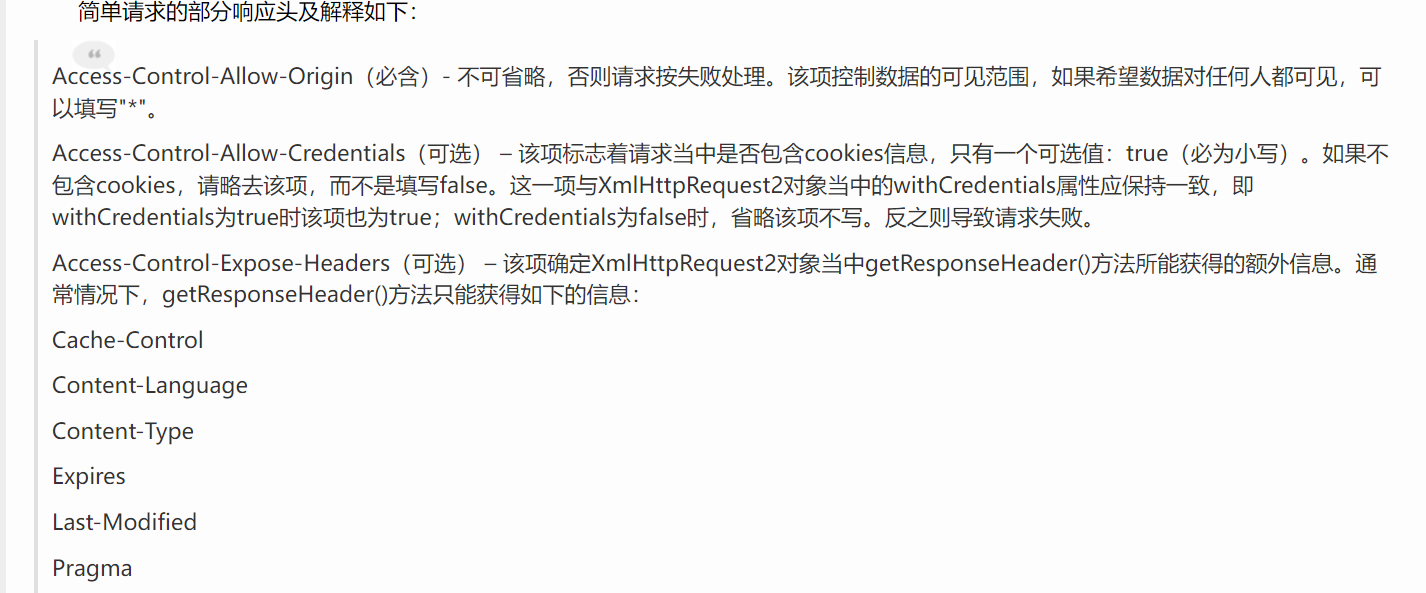 简单请求的部分响应头及解释如下：
Access-Control-Allow-Origin（必含）- 不可省略，否则请求按失败处理。该项控制数据的可见范围，如果希望数据对任何人都可见，可
以填写"*"。
Access-Control-Allow-Credentials（可选） – 该项标志着请求当中是否包含cookies信息，只有一个可选值：true（必为小写）。如果不
包含cookies，请略去该项，而不是填写false。这一项与XmlHttpRequest2对象当中的withCredentials属性应保持一致，即
withCredentials为true时该项也为true；withCredentials为false时，省略该项不写。反之则导致请求失败。
Access-Control-Expose-Headers（可选） – 该项确定XmlHttpRequest2对象当中getResponseHeader()方法所能获得的额外信息。通
常情况下，getResponseHeader()方法只能获得如下的信息：
Cache-Control
Content-Language
Content-Type
Expires
Last-Modified
Pragma